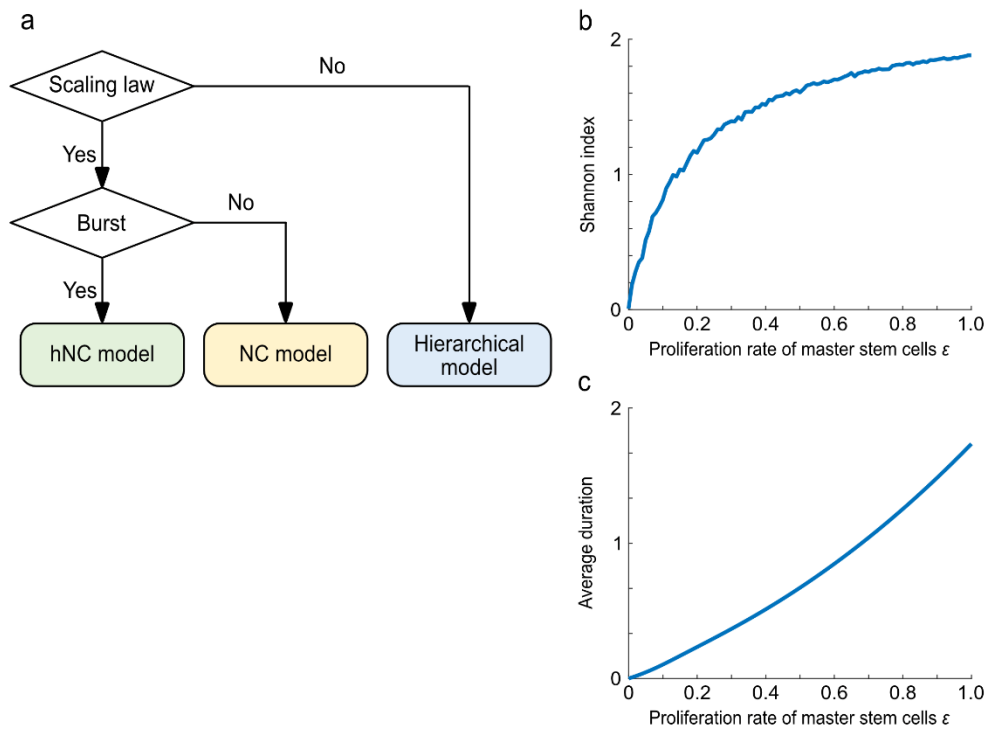 a
Scaling law
No
Yes
Burst
No
Yes
hNC model
NC model
Hierarchical
model
b
2
1
0
Shannon index
0
0.2
0.4
0.6
0.8
1.0
Proliferation rate of master stem cells ε
c
2
1
0
Average duration
0
0.2
0.4
0.6
0.8
1.0
Proliferation rate of master stem cells ε